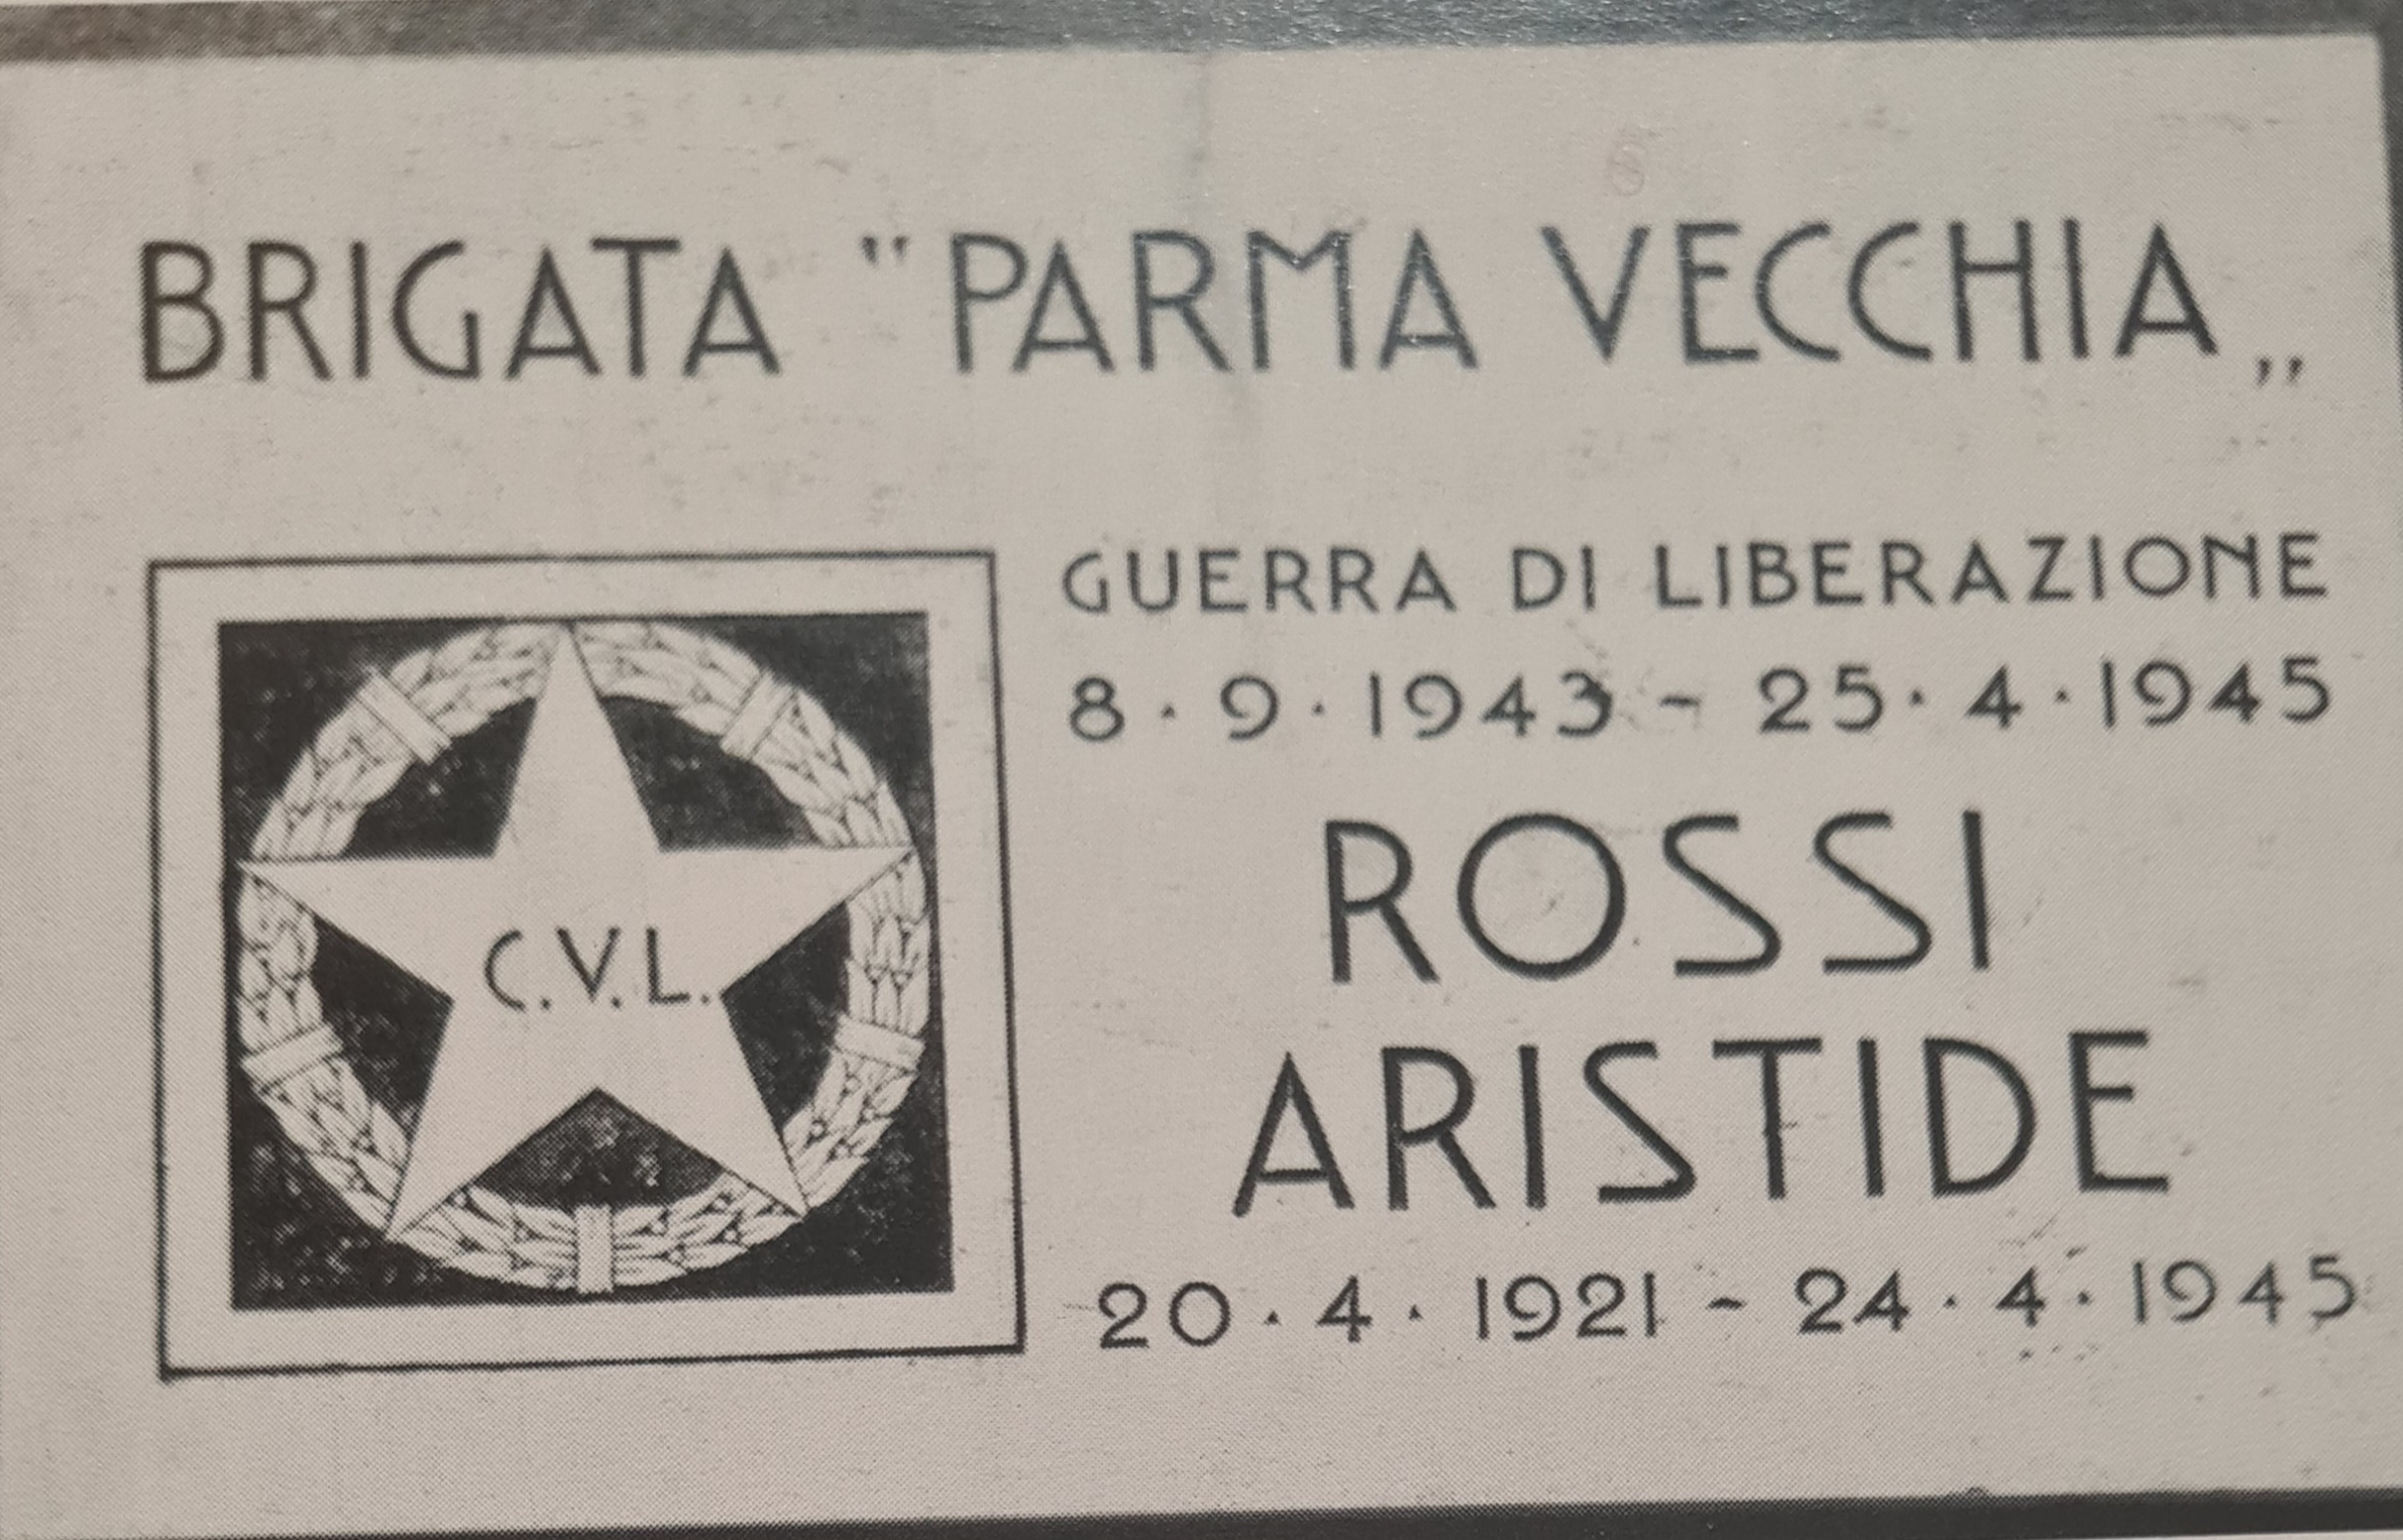 BRIGATA "PARMA VECCHIA„
GUERRA DI LIBERAZIONE
8·9·1943 - 25·4·1945
C.V.L.
ROSSI
ARISTIDE
20·4·1921 - 24·4·1945